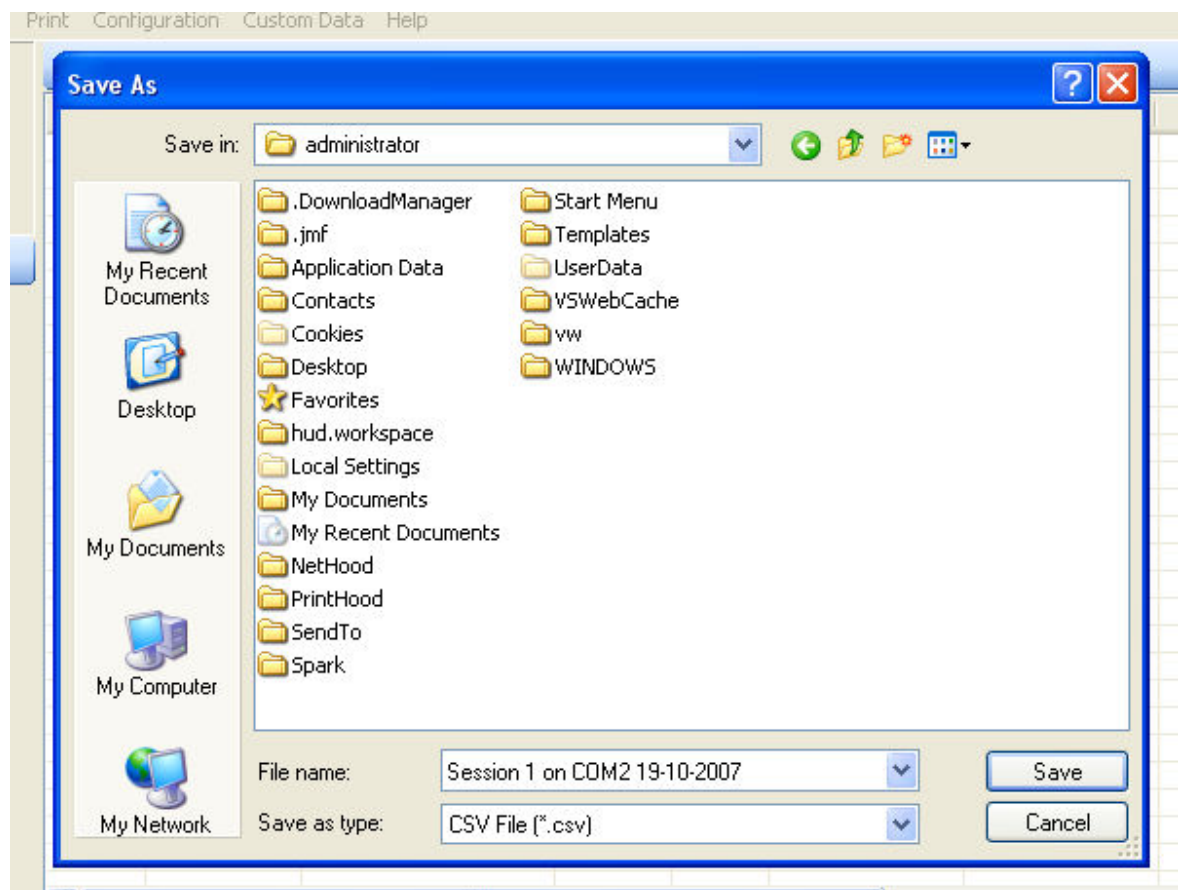 Print Configuration Custom Data Help
Save As
Save in: administrator
My Recent
Documents
Desktop
My Documents
My Computer
My Network
.DownloadManager
.jmf
Application Data
Contacts
Cookies
Desktop
Favorites
hud.workspace
Local Settings
My Documents
My Recent Documents
NetHood
PrintHood
SendTo
Spark
Start Menu
Templates
UserData
VSWebCache
vw
WINDOWS
File name: Session 1 on COM2 19-10-2007
Save
Save as type: CSV File (*.csv)
Cancel